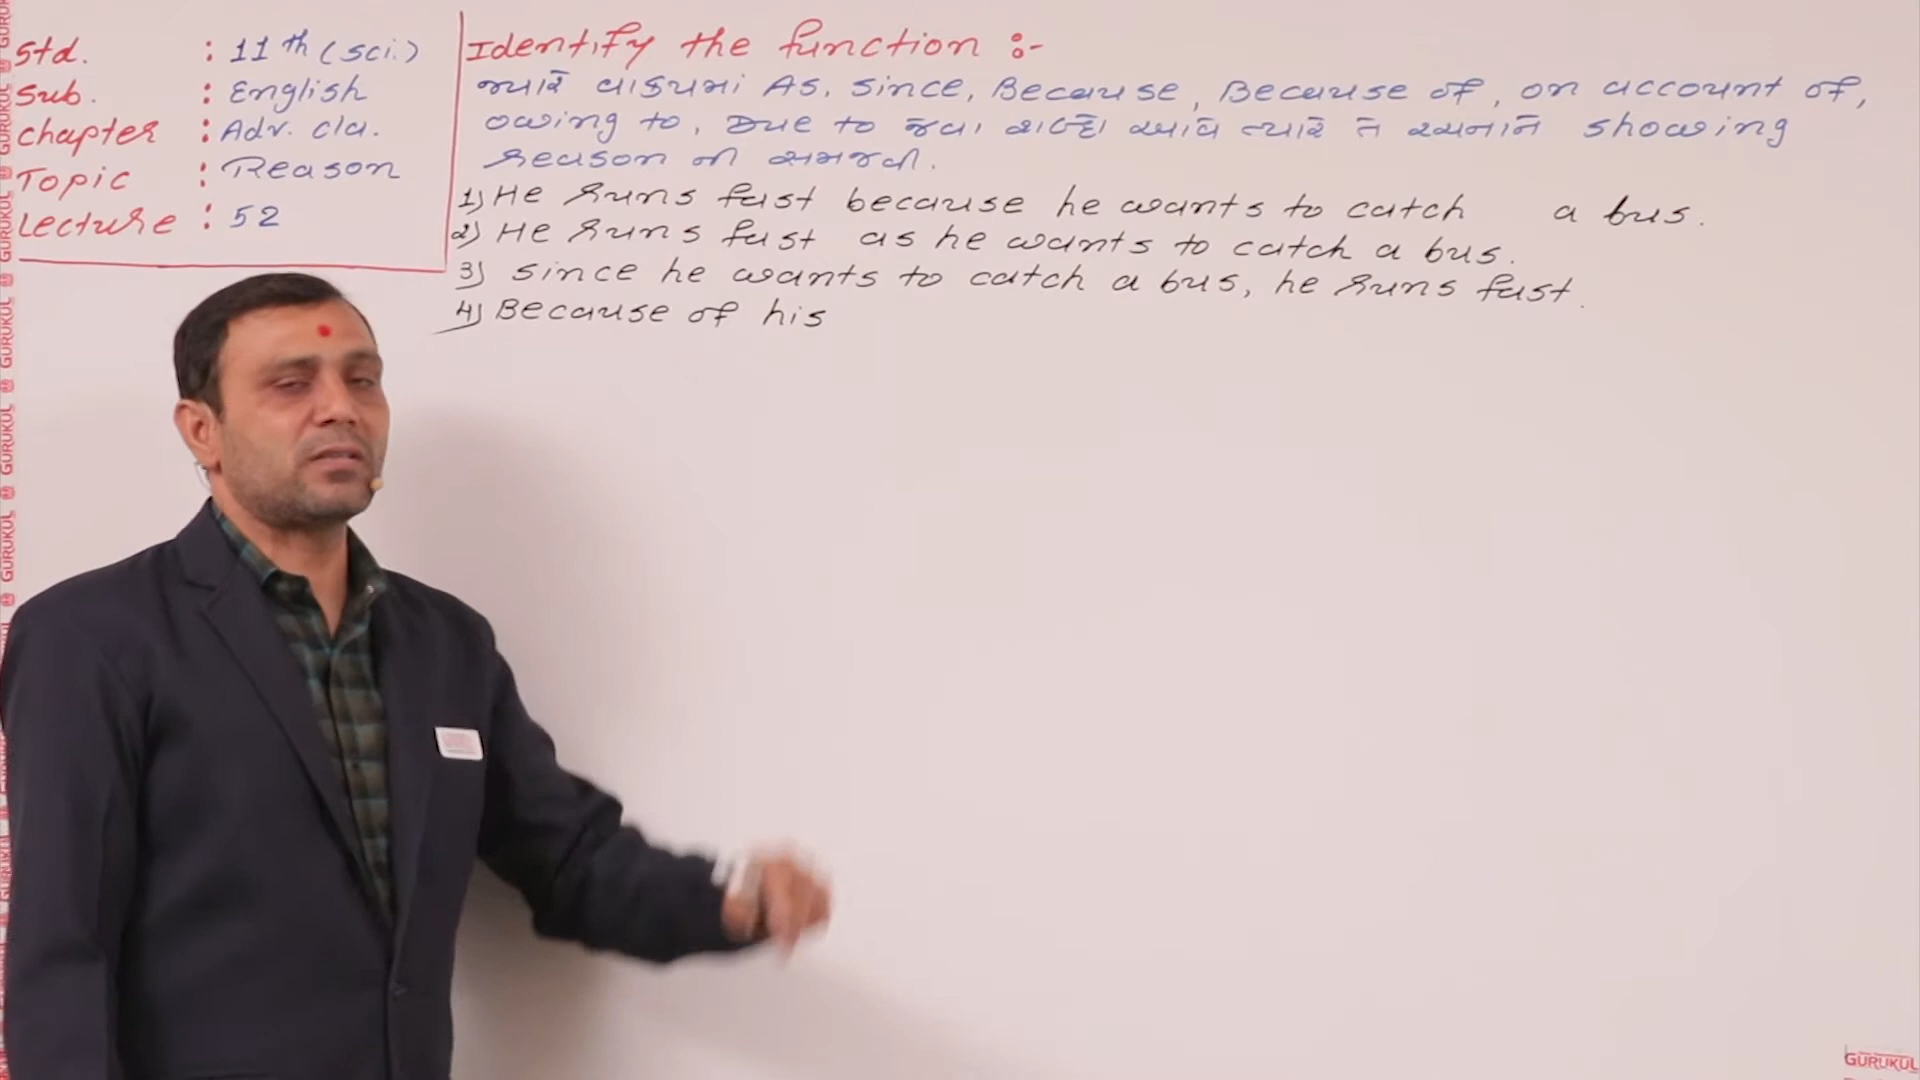 Std. : 11th (sci.)
Sub. : English
chapter : Adv. cla.
Topic : Reason
Lecture : 52
Identify the function :-
જ્યારે વાકયમાં As, since, Because, Because of, on account of,
owing to, Due to જેવા શબ્દો આવે ત્યારે તે રચનાને showing
reason ની સમજવી.
1) He runs fast because he wants to catch a bus.
2) He runs fast as he wants to catch a bus.
3) since he wants to catch a bus, he runs fast.
4) Because of his
GURUKUL
GURUKUL